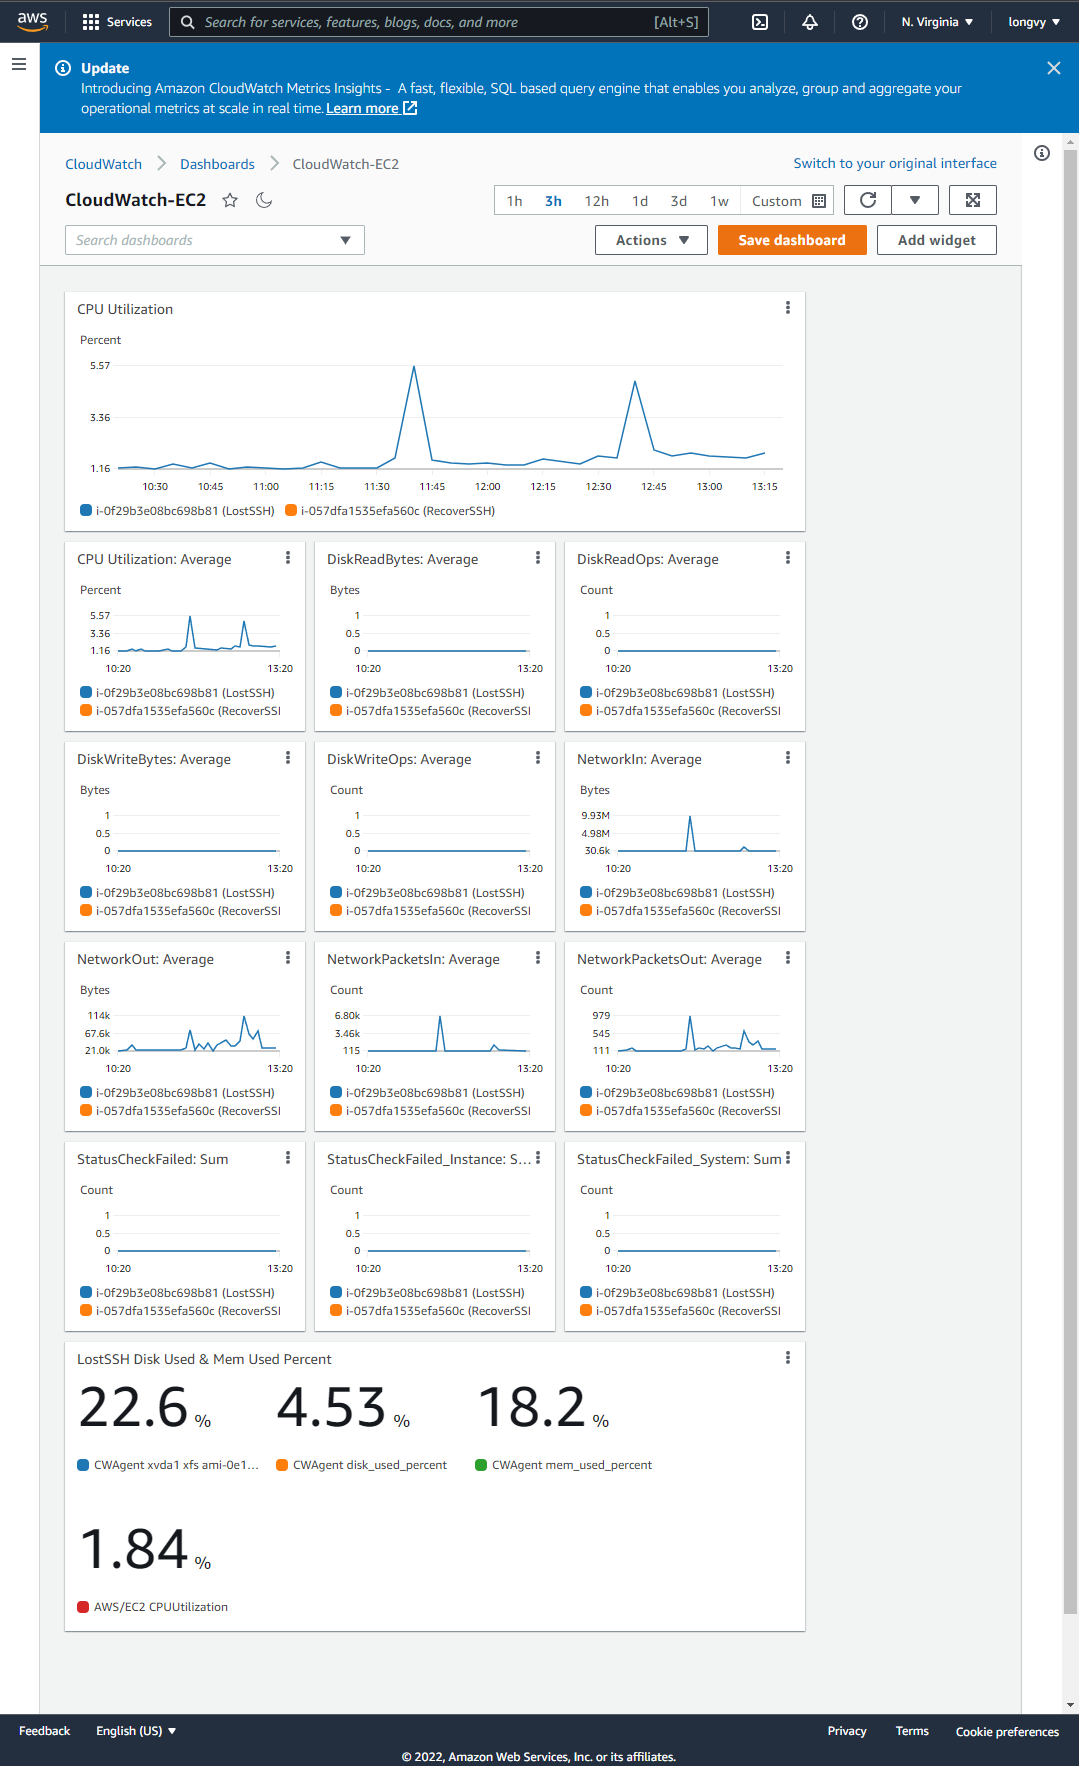 aws Services Search for services, features, blogs, docs, and more [Alt+S] N. Virginia longvy
Update
Introducing Amazon CloudWatch Metrics Insights - A fast, flexible, SQL based query engine that enables you analyze, group and aggregate your
operational metrics at scale in real time. Learn more
CloudWatch Dashboards CloudWatch-EC2 Switch to your original interface
CloudWatch-EC2 1h 3h 12h 1d 3d 1w Custom
Search dashboards Actions Save dashboard Add widget
CPU Utilization
Percent
5.57
3.36
1.16
10:30 10:45 11:00 11:15 11:30 11:45 12:00 12:15 12:30 12:45 13:00 13:15
i-0f29b3e08bc698b81 (LostSSH) i-057dfa1535efa560c (RecoverSSH)
CPU Utilization: Average DiskReadBytes: Average DiskReadOps: Average
Percent Bytes Count
5.57 1 1
3.36 0.5 0.5
1.16 0 0
10:20 13:20 10:20 13:20 10:20 13:20
i-0f29b3e08bc698b81 (LostSSH) i-0f29b3e08bc698b81 (LostSSH) i-0f29b3e08bc698b81 (LostSSH)
i-057dfa1535efa560c (RecoverSSI i-057dfa1535efa560c (RecoverSSI i-057dfa1535efa560c (RecoverSSI
DiskWriteBytes: Average DiskWriteOps: Average NetworkIn: Average
Bytes Count Bytes
1 1 9.93M
0.5 0.5 4.98M
0 0 30.6k
10:20 13:20 10:20 13:20 10:20 13:20
i-0f29b3e08bc698b81 (LostSSH) i-0f29b3e08bc698b81 (LostSSH) i-0f29b3e08bc698b81 (LostSSH)
i-057dfa1535efa560c (RecoverSSI i-057dfa1535efa560c (RecoverSSI i-057dfa1535efa560c (RecoverSSI
NetworkOut: Average NetworkPacketsIn: Average NetworkPacketsOut: Average
Bytes Count Count
114k 6.80k 979
67.6k 3.46k 545
21.0k 115 111
10:20 13:20 10:20 13:20 10:20 13:20
i-0f29b3e08bc698b81 (LostSSH) i-0f29b3e08bc698b81 (LostSSH) i-0f29b3e08bc698b81 (LostSSH)
i-057dfa1535efa560c (RecoverSSI i-057dfa1535efa560c (RecoverSSI i-057dfa1535efa560c (RecoverSSI
StatusCheckFailed: Sum StatusCheckFailed_Instance: S... StatusCheckFailed_System: Sum
Count Count Count
1 1 1
0.5 0.5 0.5
0 0 0
10:20 13:20 10:20 13:20 10:20 13:20
i-0f29b3e08bc698b81 (LostSSH) i-0f29b3e08bc698b81 (LostSSH) i-0f29b3e08bc698b81 (LostSSH)
i-057dfa1535efa560c (RecoverSSI i-057dfa1535efa560c (RecoverSSI i-057dfa1535efa560c (RecoverSSI
LostSSH Disk Used & Mem Used Percent
22.6 % 4.53 % 18.2 %
CWAgent xvda1 xfs ami-0e1... CWAgent disk_used_percent CWAgent mem_used_percent
1.84 %
AWS/EC2 CPUUtilization
Feedback English (US) Privacy Terms Cookie preferences
© 2022, Amazon Web Services, Inc. or its affiliates.